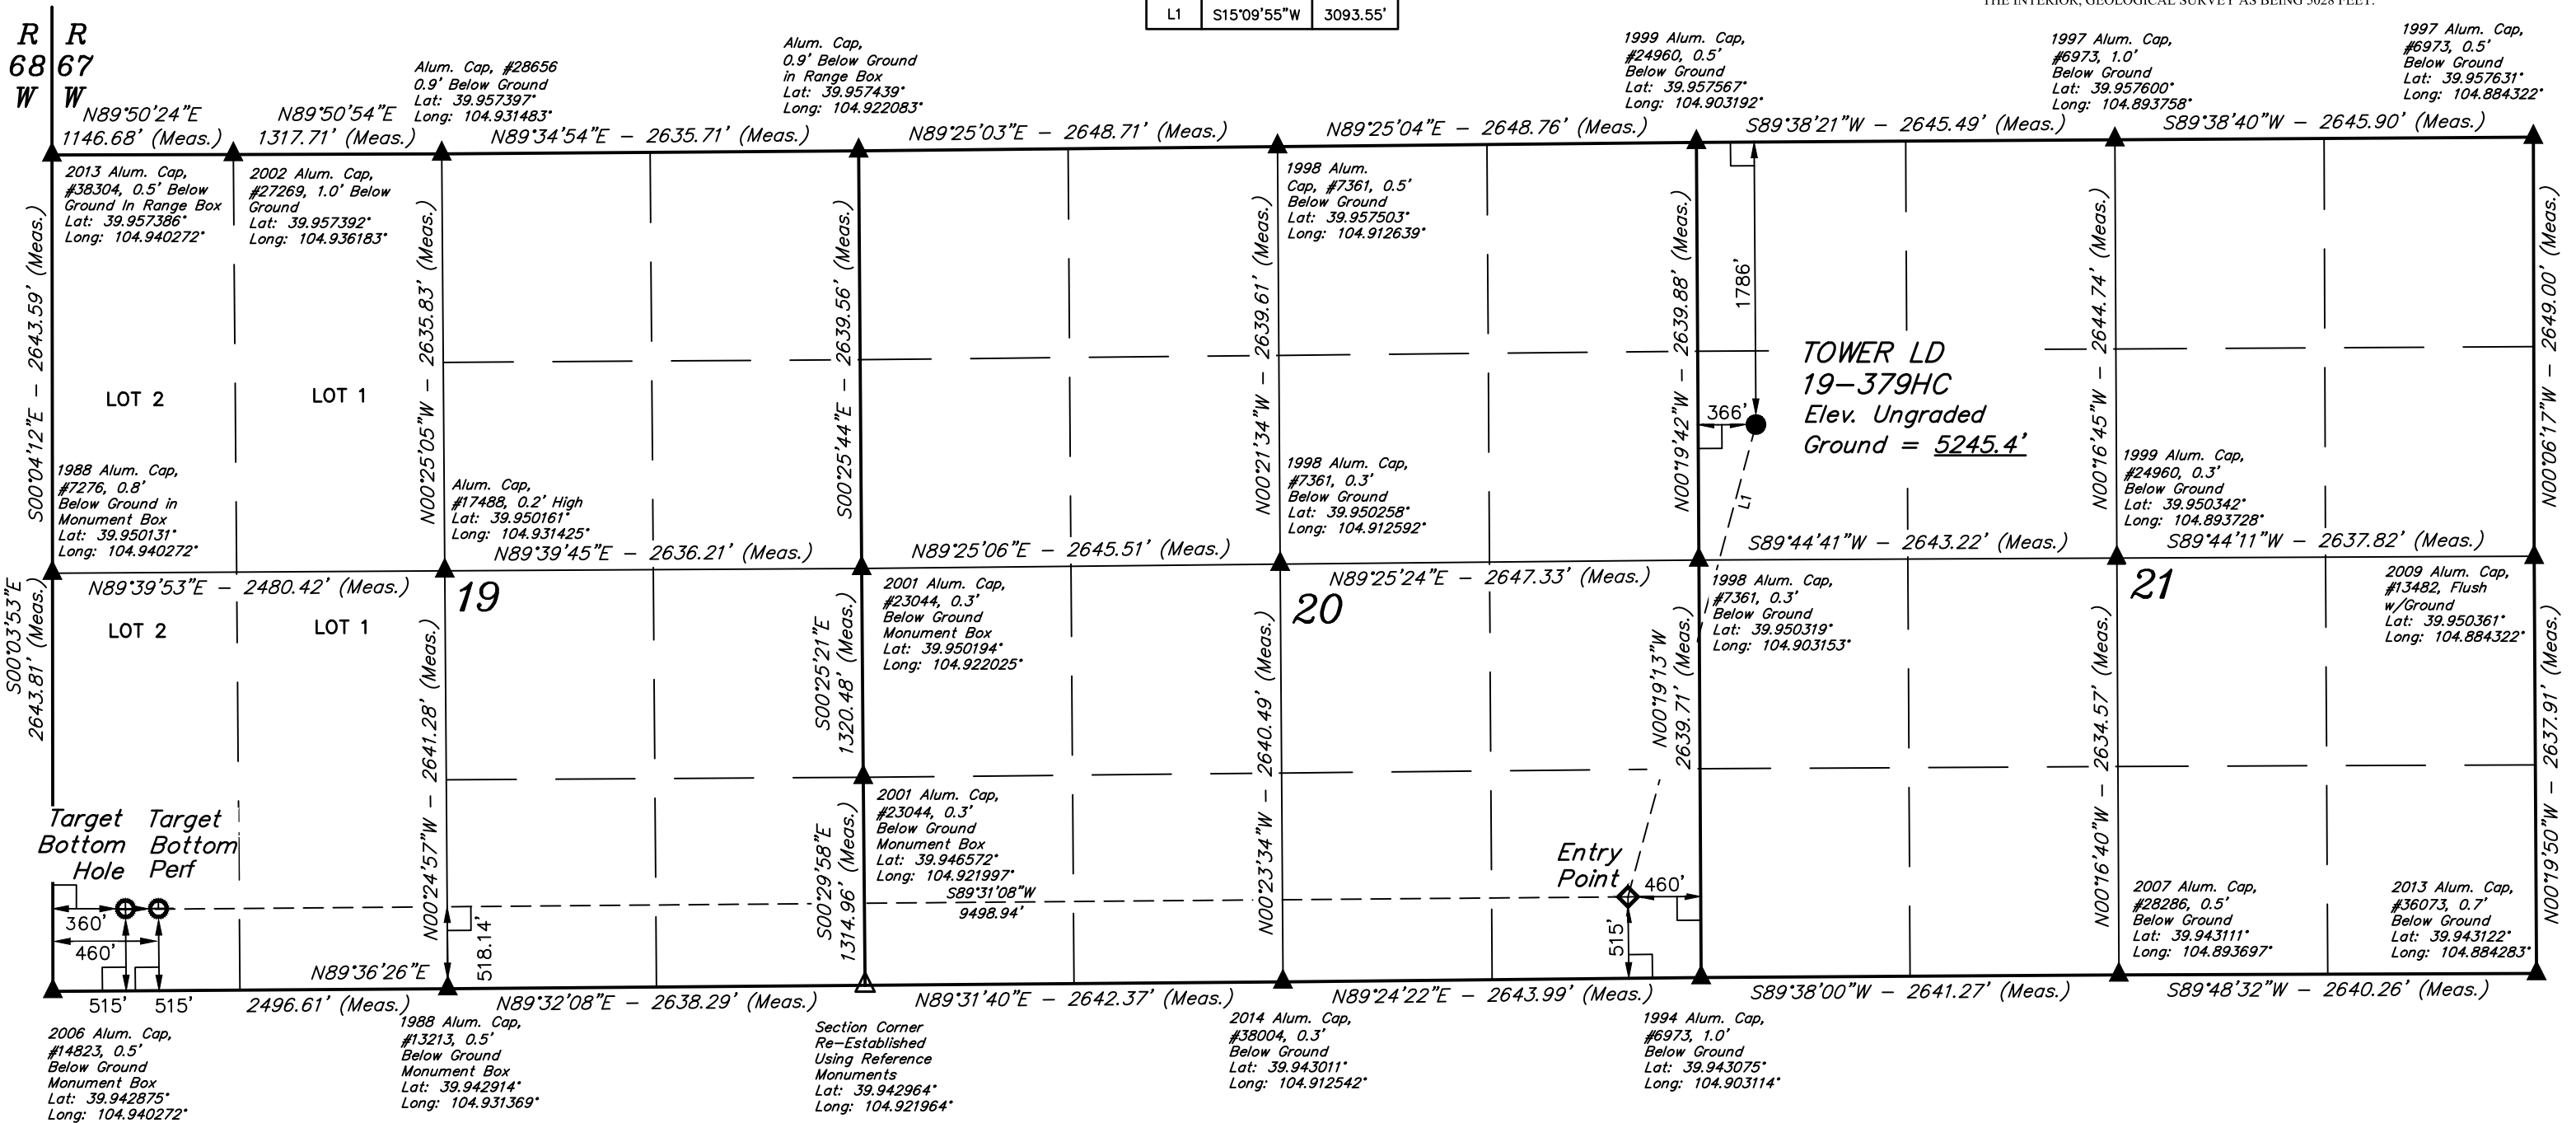 L1 S15°09'55"W 3093.55'
THE INTERIOR, GEOLOGICAL SURVEY AS BEING 5028 FEET.
R R
68 67
W W
N89°50'24"E
1146.68' (Meas.)
N89°50'54"E
1317.71' (Meas.)
Alum. Cap, #28656
0.9' Below Ground
Lat: 39.957397°
Long: 104.931483°
N89°34'54"E - 2635.71' (Meas.)
Alum. Cap,
0.9' Below Ground
in Range Box
Lat: 39.957439°
Long: 104.922083°
N89°25'03"E - 2648.71' (Meas.)
N89°25'04"E - 2648.76' (Meas.)
1999 Alum. Cap,
#24960, 0.5'
Below Ground
Lat: 39.957567°
Long: 104.903192°
S89°38'21"W - 2645.49' (Meas.)
1997 Alum. Cap,
#6973, 1.0'
Below Ground
Lat: 39.957600°
Long: 104.893758°
S89°38'40"W - 2645.90' (Meas.)
1997 Alum. Cap,
#6973, 0.5'
Below Ground
Lat: 39.957631°
Long: 104.884322°
2013 Alum. Cap,
#38304, 0.5' Below
Ground In Range Box
Lat: 39.957386°
Long: 104.940272°
2002 Alum. Cap,
#27269, 1.0' Below
Ground
Lat: 39.957392°
Long: 104.936183°
1998 Alum.
Cap, #7361, 0.5'
Below Ground
Lat: 39.957503°
Long: 104.912639°
S00°04'12"E - 2643.59' (Meas.)
N00°25'05"W - 2635.83' (Meas.)
S00°25'44"E - 2639.56' (Meas.)
N00°21'34"W - 2639.61' (Meas.)
N00°19'42"W - 2639.88' (Meas.)
1786'
366'
L1
TOWER LD
19-379HC
Elev. Ungraded
Ground = 5245.4'
N00°16'45"W - 2644.74' (Meas.)
N00°06'17"W - 2649.00' (Meas.)
LOT 2
LOT 1
1988 Alum. Cap,
#7276, 0.8'
Below Ground in
Monument Box
Lat: 39.950131°
Long: 104.940272°
Alum. Cap,
#17488, 0.2' High
Lat: 39.950161°
Long: 104.931425°
1998 Alum. Cap,
#7361, 0.3'
Below Ground
Lat: 39.950258°
Long: 104.912592°
1999 Alum. Cap,
#24960, 0.3'
Below Ground
Lat: 39.950342°
Long: 104.893728°
N89°39'53"E - 2480.42' (Meas.)
N89°39'45"E - 2636.21' (Meas.)
N89°25'06"E - 2645.51' (Meas.)
N89°25'24"E - 2647.33' (Meas.)
S89°44'41"W - 2643.22' (Meas.)
S89°44'11"W - 2637.82' (Meas.)
19
20
21
LOT 2
LOT 1
2001 Alum. Cap,
#23044, 0.3'
Below Ground
Monument Box
Lat: 39.950194°
Long: 104.922025°
1998 Alum. Cap,
#7361, 0.3'
Below Ground
Lat: 39.950319°
Long: 104.903153°
2009 Alum. Cap,
#13482, Flush
w/Ground
Lat: 39.950361°
Long: 104.884322°
S00°03'53"E
2643.81' (Meas.)
N00°24'57"W - 2641.28' (Meas.)
S00°25'21"E
1320.48' (Meas.)
S00°29'58"E
1314.96' (Meas.)
N00°23'34"W - 2640.49' (Meas.)
N00°19'13"W
2639.71' (Meas.)
N00°16'40"W - 2634.57' (Meas.)
N00°19'50"W - 2637.91' (Meas.)
Target
Bottom
Hole
Target
Bottom
Perf
2001 Alum. Cap,
#23044, 0.3'
Below Ground
Monument Box
Lat: 39.946572°
Long: 104.921997°
S89°31'08"W
9498.94'
Entry
Point
460'
515'
360'
460'
518.14'
2007 Alum. Cap,
#28286, 0.5'
Below Ground
Lat: 39.943111°
Long: 104.893697°
2013 Alum. Cap,
#36073, 0.7'
Below Ground
Lat: 39.943122°
Long: 104.884283°
515'
515'
N89°36'26"E
2496.61' (Meas.)
N89°32'08"E - 2638.29' (Meas.)
N89°31'40"E - 2642.37' (Meas.)
N89°24'22"E - 2643.99' (Meas.)
S89°38'00"W - 2641.27' (Meas.)
S89°48'32"W - 2640.26' (Meas.)
2006 Alum. Cap,
#14823, 0.5'
Below Ground
Monument Box
Lat: 39.942875°
Long: 104.940272°
1988 Alum. Cap,
#13213, 0.5'
Below Ground
Monument Box
Lat: 39.942914°
Long: 104.931369°
Section Corner
Re-Established
Using Reference
Monuments
Lat: 39.942964°
Long: 104.921964°
2014 Alum. Cap,
#38004, 0.3'
Below Ground
Lat: 39.943011°
Long: 104.912542°
1994 Alum. Cap,
#6973, 1.0'
Below Ground
Lat: 39.943075°
Long: 104.903114°